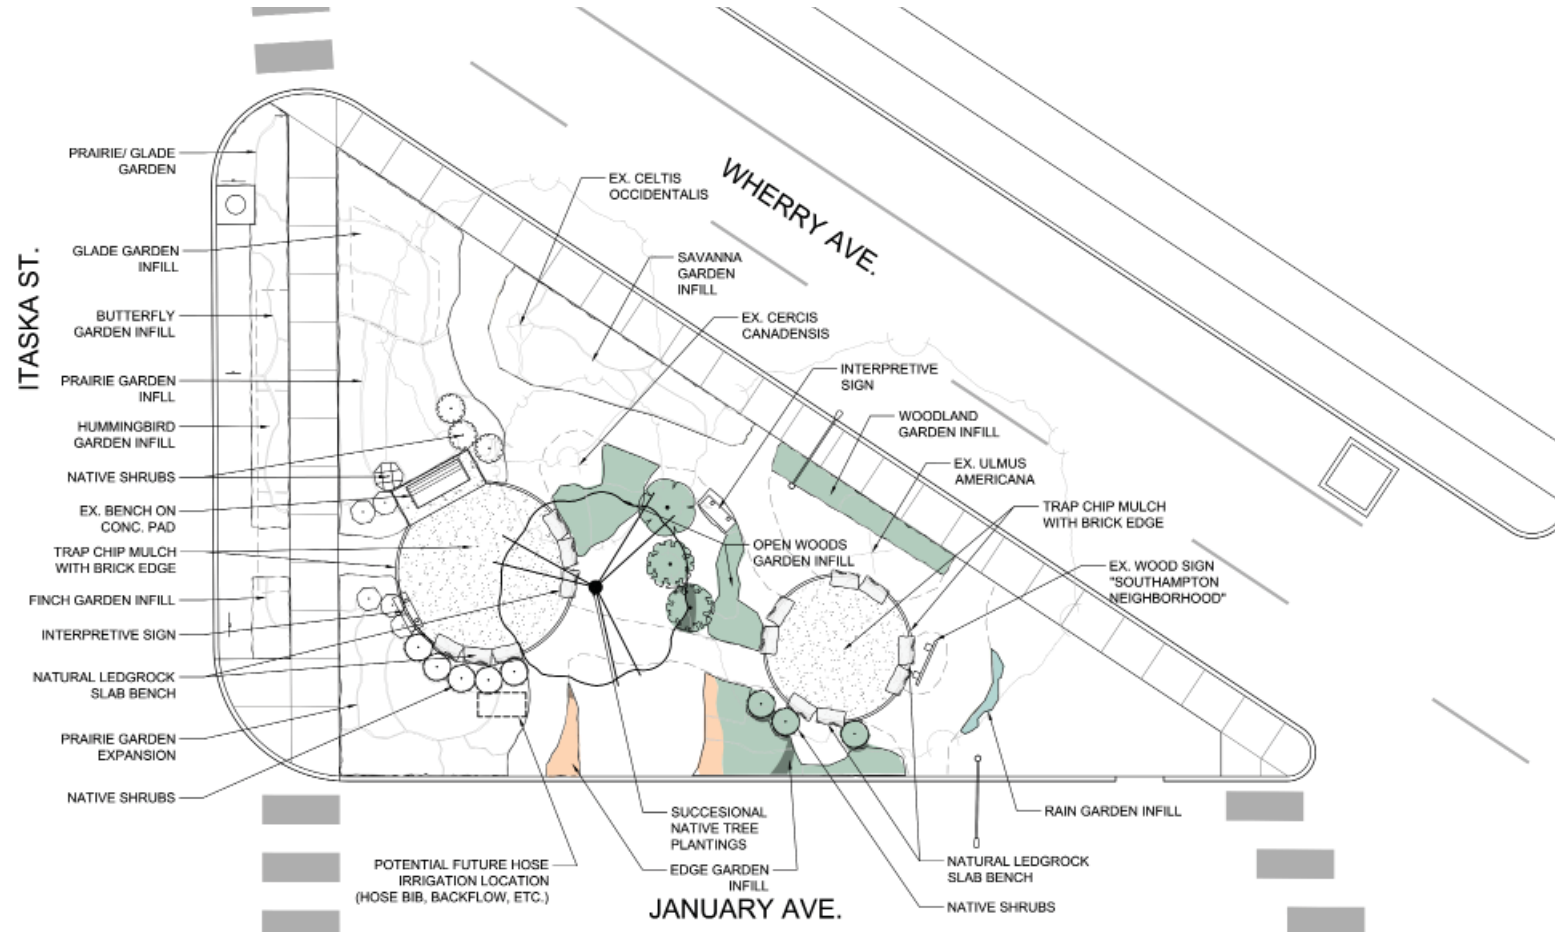 PRAIRIE/ GLADE
GARDEN
GLADE GARDEN
INFILL
BUTTERFLY
GARDEN INFILL
PRAIRIE GARDEN
INFLL
HUMMINGBIRD
GARDEN INFILL
NATIVE SHRUBS
EX. BENCH ON
CONC. PAD
TRAP CHIP MULCH
WITH BRICK EDGE
FINCH GARDEN INFILL
INTERPRETIVE SIGN
NATURAL LEDGROCK
SLAB BENCH
PRAIRIE GARDEN
EXPANSION
NATIVE SHRUBS
ITASKA ST.
POTENTIAL FUTURE HOSE
IRRIGATION LOCATION
(HOSE BIB, BACKFLOW, ETC.)
EX. CELTIS
OCCIDENTALIS
SAVANNA
GARDEN
INFILL
WHERRY AVE.
EX. CERCIS
CANADENSIS
INTERPRETIVE
SIGN
WOODLAND
GARDEN INFILL
EX. ULMUS
AMERICANA
TRAP CHIP MULCH
WITH BRICK EDGE
OPEN WOODS
GARDEN INFILL
EX. WOOD SIGN
"SOUTHAMPTON
NEIGHBORHOOD"
RAIN GARDEN INFILL
SUCCESIONAL
NATIVE TREE
PLANTINGS
EDGE GARDEN
INFILL
NATURAL LEDGROCK
SLAB BENCH
NATIVE SHRUBS
JANUARY AVE.